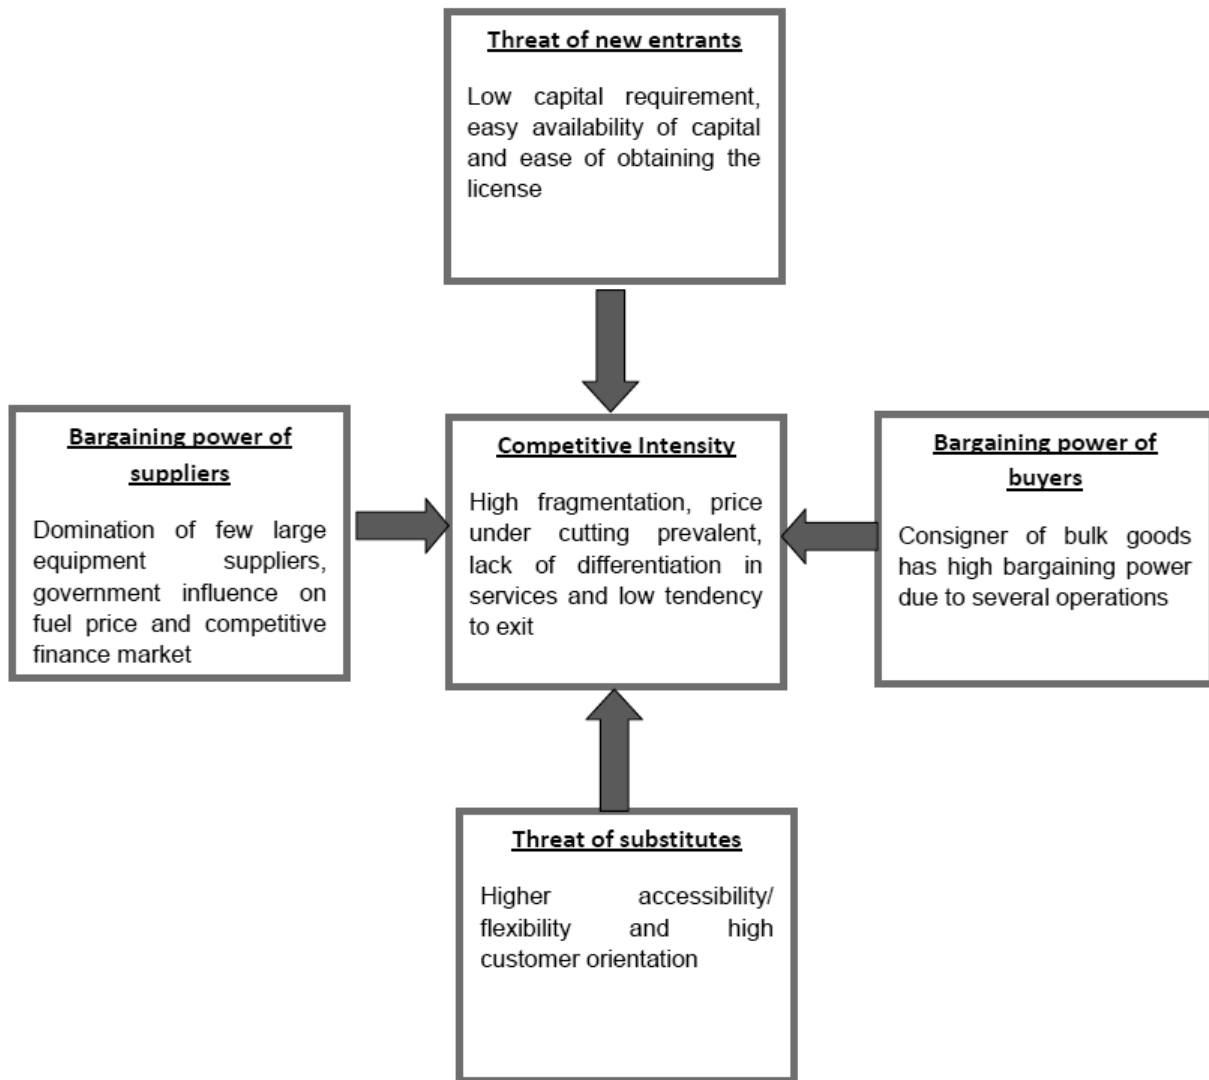 Threat of new entrants
Low capital requirement,
easy availability of capital
and ease of obtaining the
license
Bargaining power of
suppliers
Domination of few large
equipment suppliers,
government influence on
fuel price and competitive
finance market
Competitive Intensity
High fragmentation, price
under cutting prevalent,
lack of differentiation in
services and low tendency
to exit
Bargaining power of
buyers
Consigner of bulk goods
has high bargaining power
due to several operations
Threat of substitutes
Higher accessibility/
flexibility and high
customer orientation